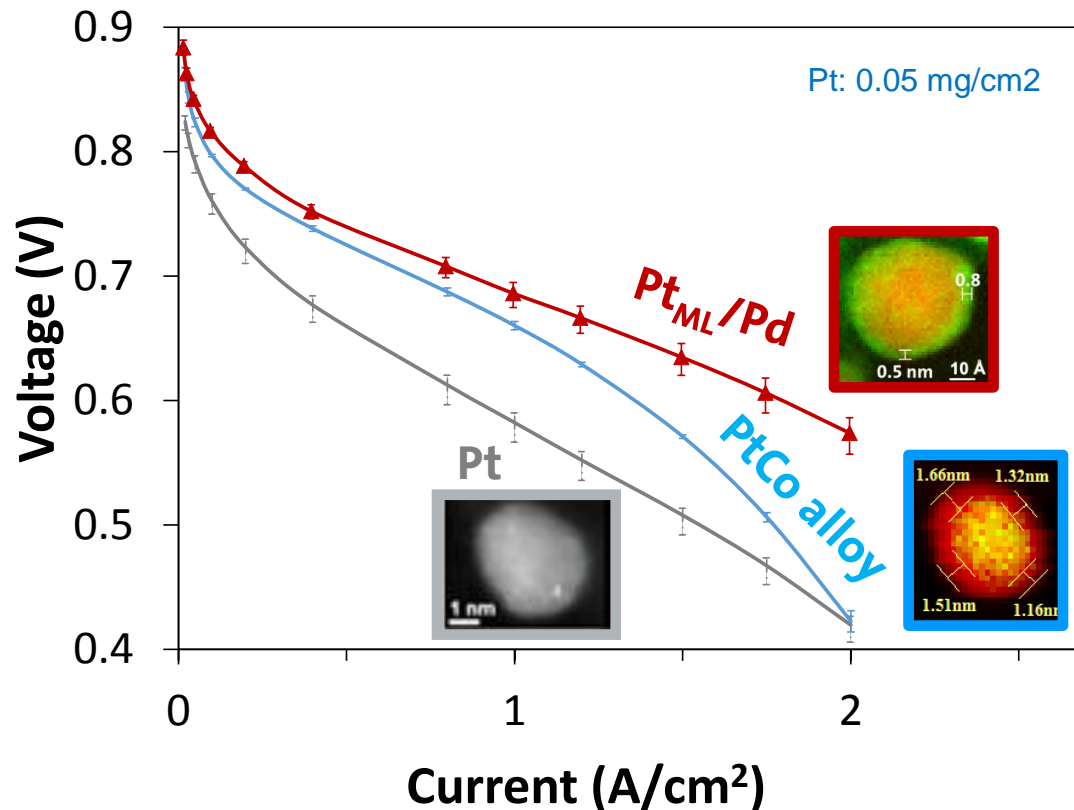 0.9
0.8
0.7
0.6
0.5
0.4
Voltage (V)
Pt: 0.05 mg/cm2
Pt_ML/Pd
0.8
0.5 nm
10 Å
Pt
1 nm
PtCo alloy
1.66nm 1.32nm
1.51nm 1.16n
0 1 2
Current (A/cm²)